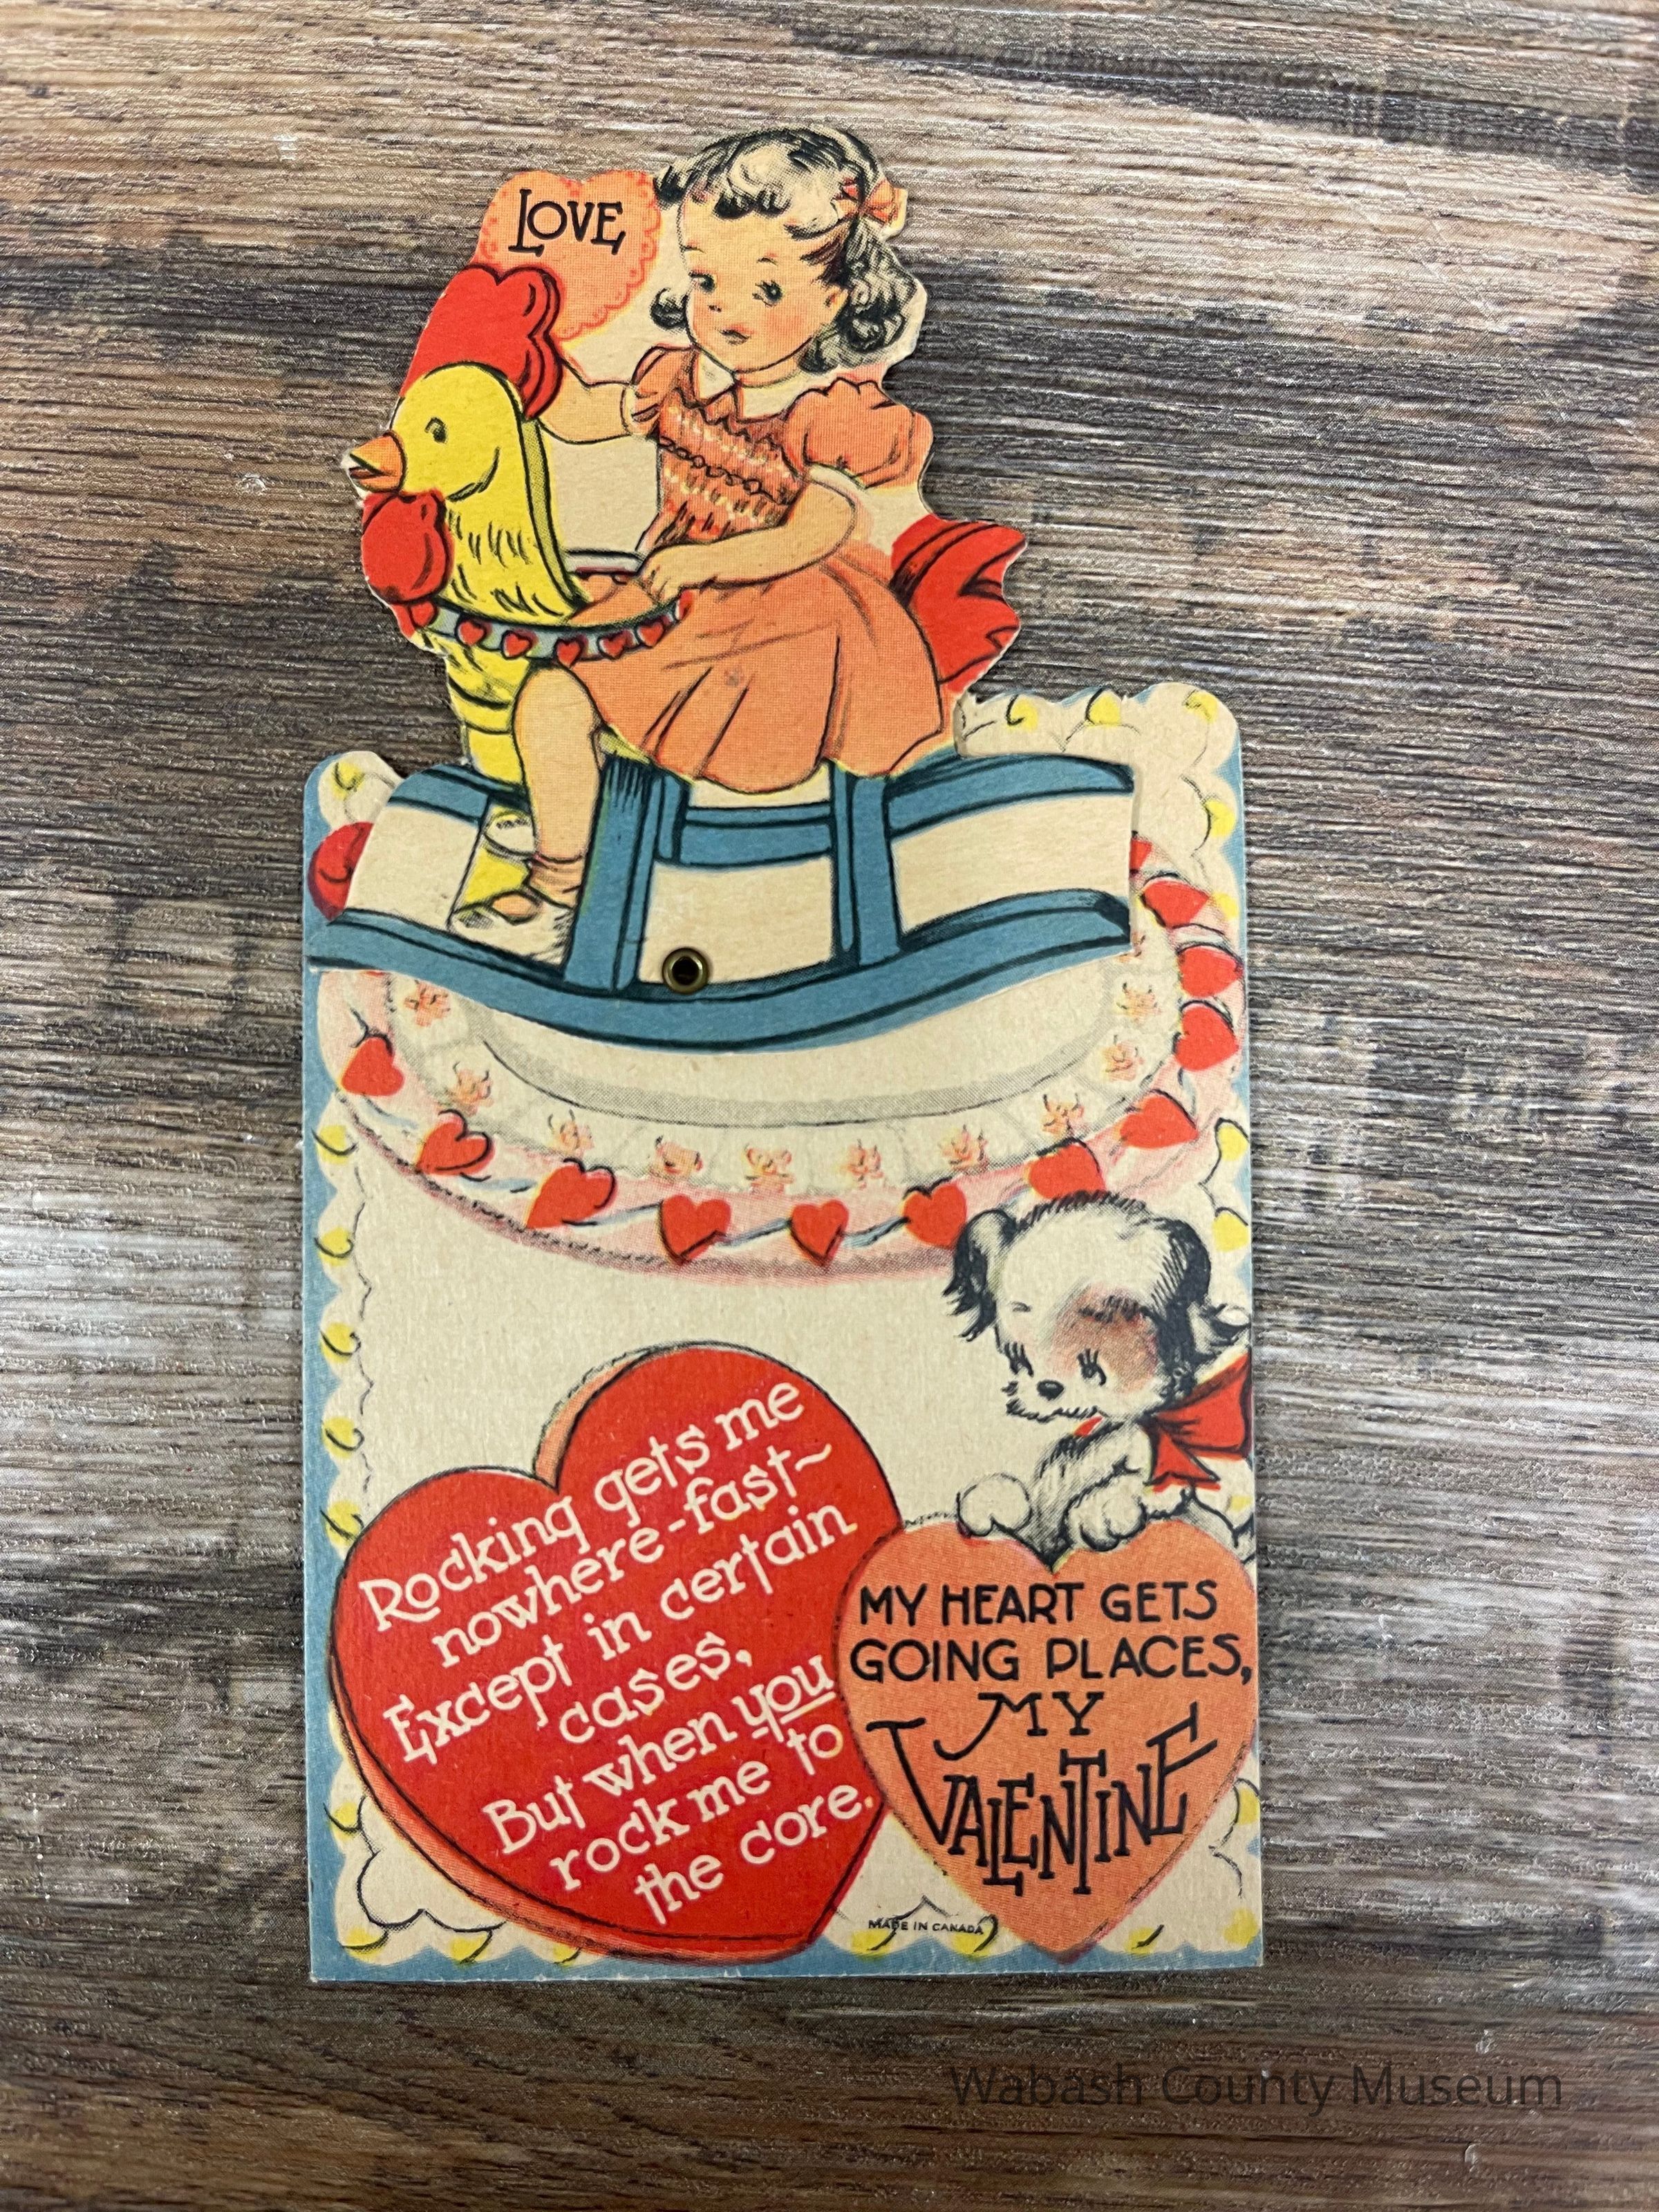 LOVE
Rocking gets me
nowhere-fast~
Except in certain
cases,
But when you
rock me to
the core.
MY HEART GETS
GOING PLACES,
MY
VALENTINE
MADE IN CANADA
Wabash County Museum